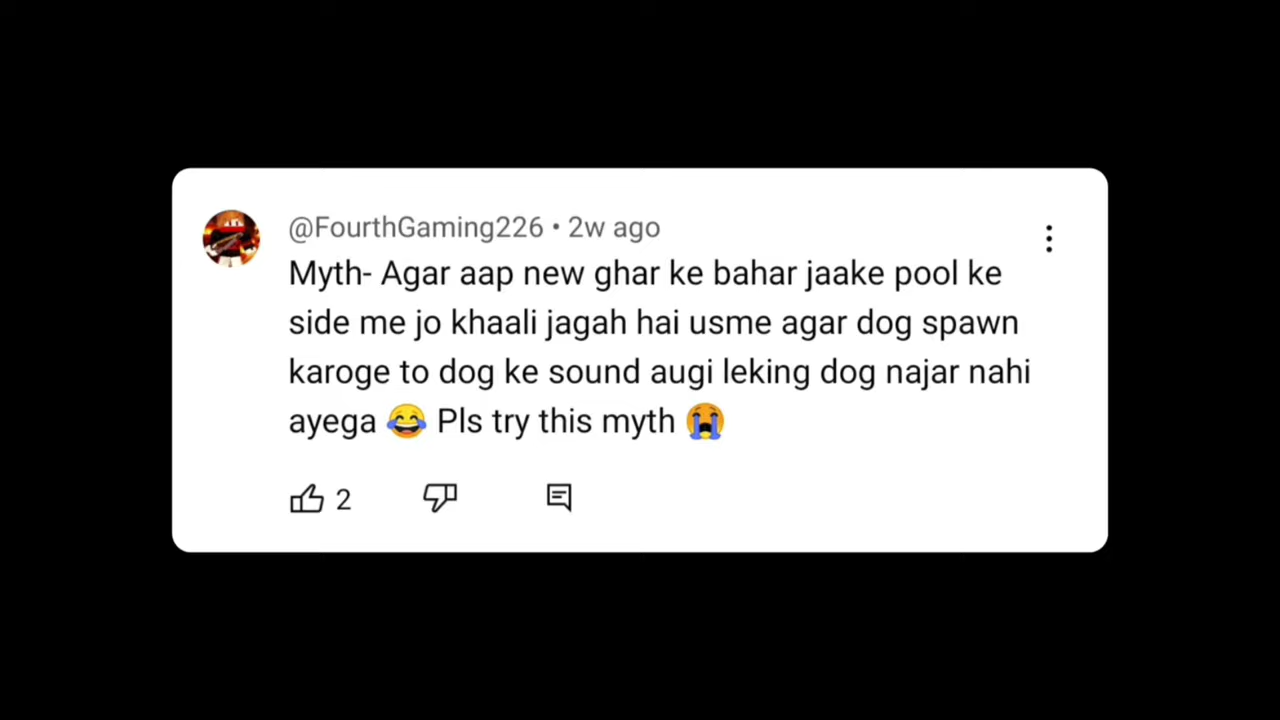 @FourthGaming226 • 2w ago
Myth- Agar aap new ghar ke bahar jaake pool ke
side me jo khaali jagah hai usme agar dog spawn
karoge to dog ke sound augi leking dog najar nahi
ayega 😂 Pls try this myth 😭
2